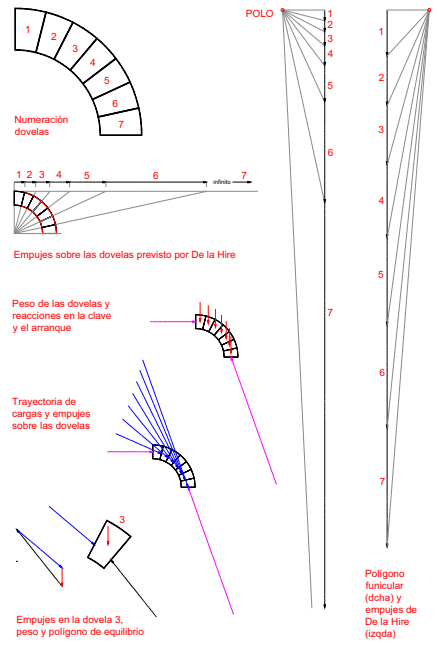 1
2
3
4
5
6
7
Numeración
dovelas
1 2 3 4 5 6 infinito 7
Empujes sobre las dovelas previsto por De la Hire
Peso de las dovelas y
reacciones en la clave
y el arranque
Trayectoria de
cargas y empujes
sobre las dovelas
3
Empujes en la dovela 3,
peso y polígono de equilibrio
POLO
1
2
3
4
5
6
7
1
2
3
4
5
6
7
Poligono
funicular
(dcha) y
empujes de
De la Hire
(izqda)